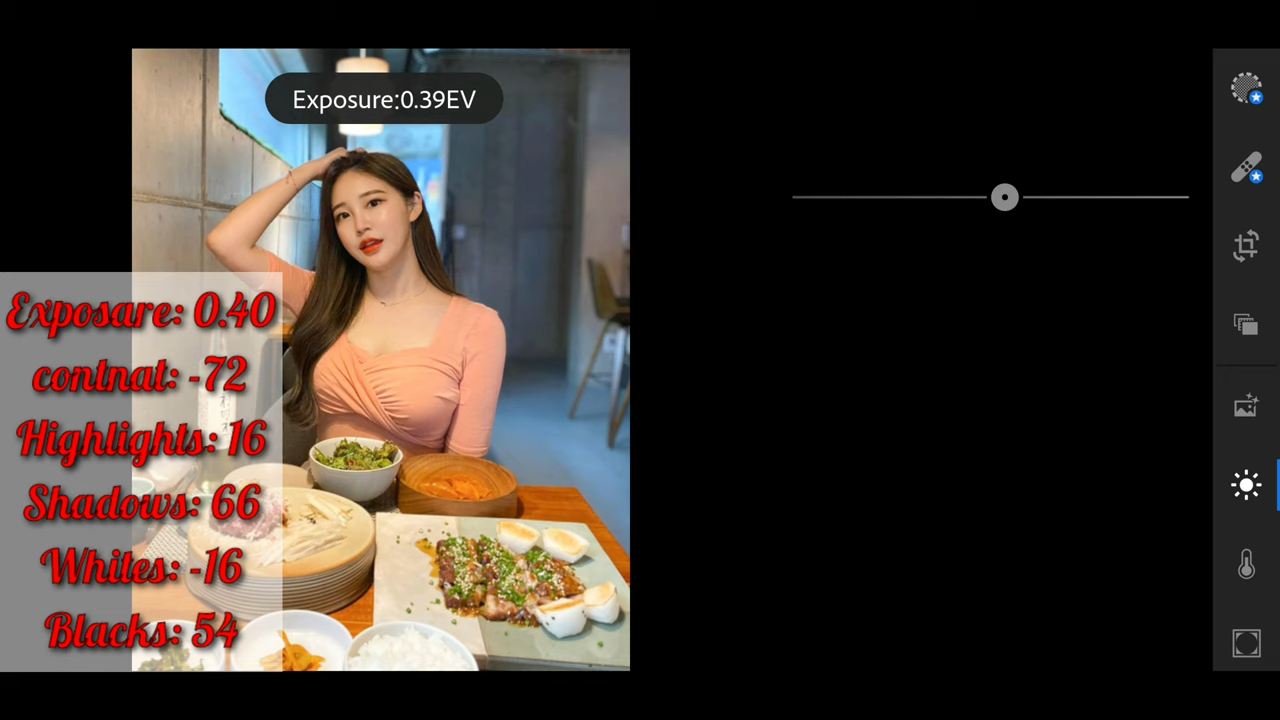 Exposure:0.39EV
Exposare: 0.40
contnat: -72
Highlights: 16
Shadows: 66
Whites: -16
Blacks: 54